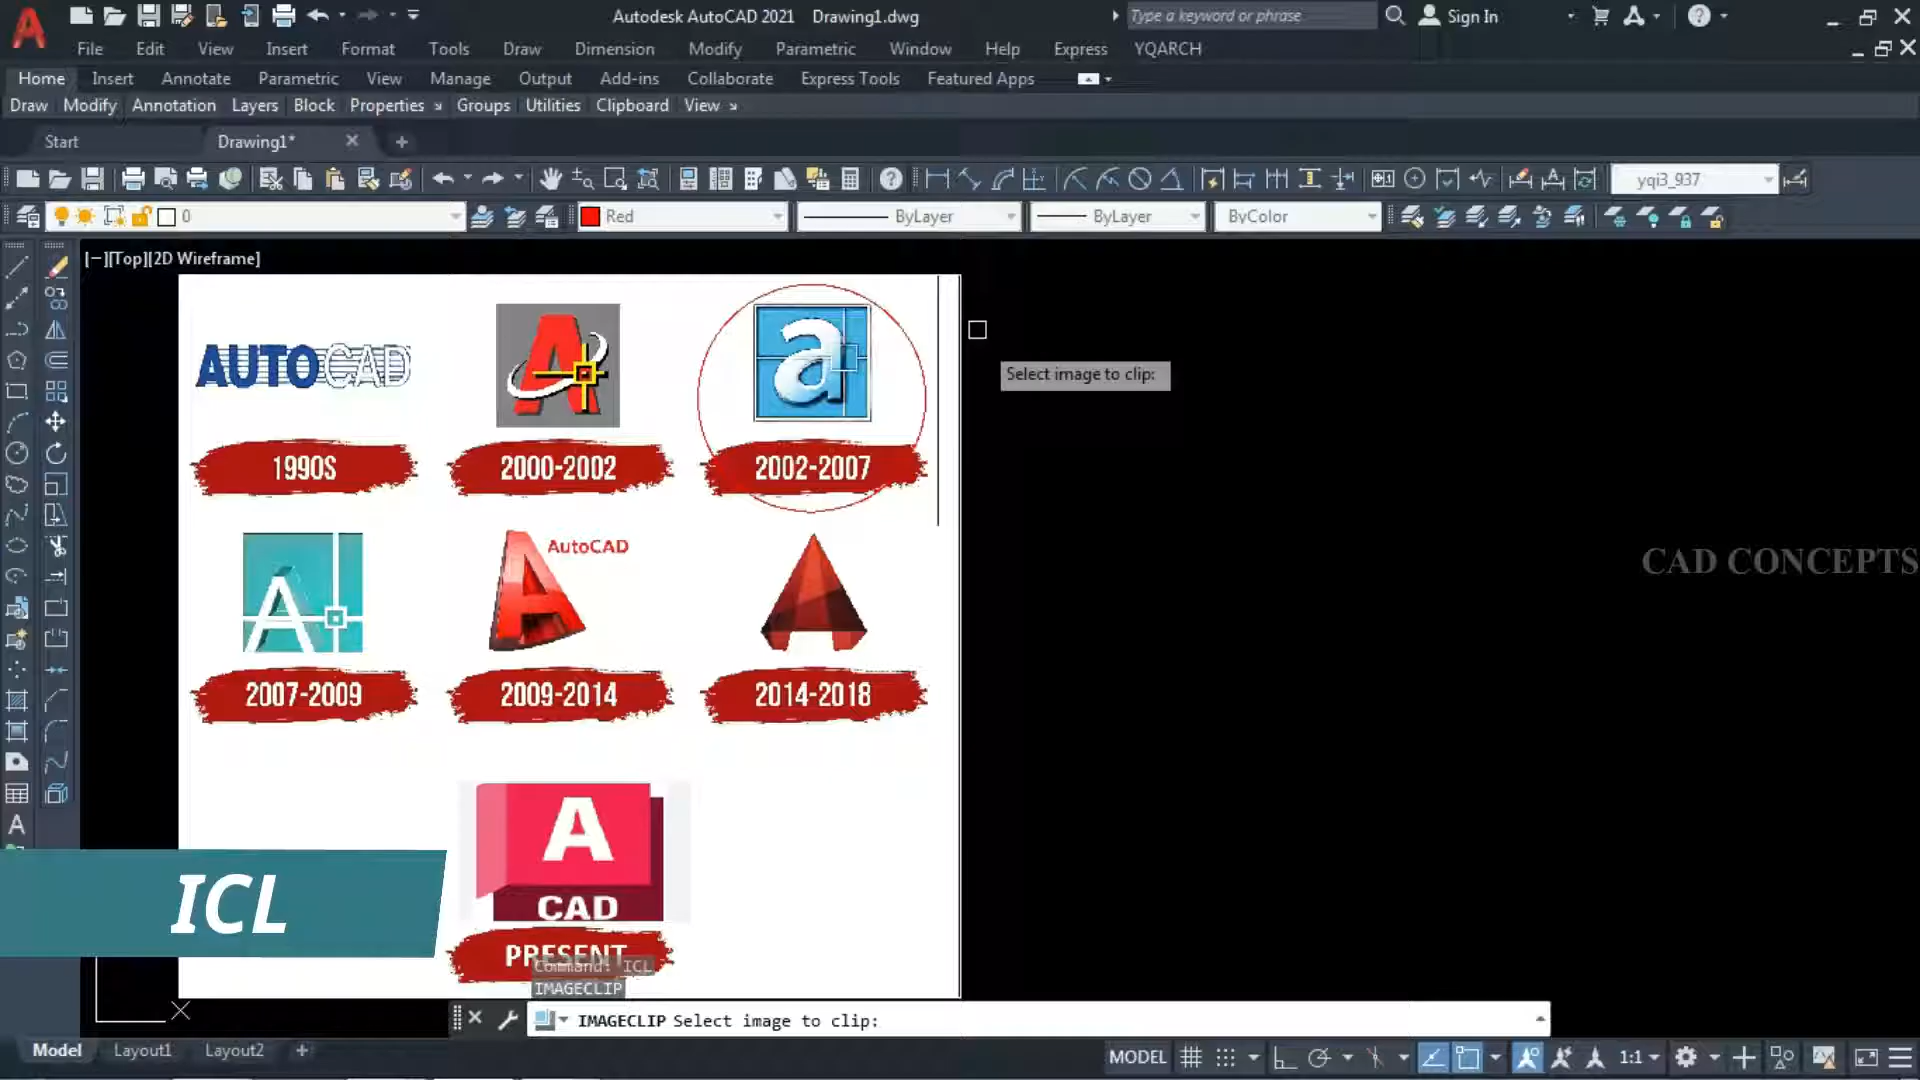 Autodesk AutoCAD 2021 Drawing1.dwg
Type a keyword or phrase
Sign In
File Edit View Insert Format Tools Draw Dimension Modify Parametric Window Help Express YQARCH
Home Insert Annotate Parametric View Manage Output Add-ins Collaborate Express Tools Featured Apps
Draw Modify Annotation Layers Block Properties Groups Utilities Clipboard View
Start Drawing1*
yqi3_937
0 Red ByLayer ByLayer ByColor
[−][Top][2D Wireframe]
AUTOCAD
A
a
Select image to clip:
1990S 2000-2002 2002-2007
CAD CONCEPTS
A
AutoCAD
A
A
2007-2009 2009-2014 2014-2018
A
CAD
ICL
PRESENT
Command: ICL
IMAGECLIP
IMAGECLIP Select image to clip:
Model Layout1 Layout2
MODEL 1:1